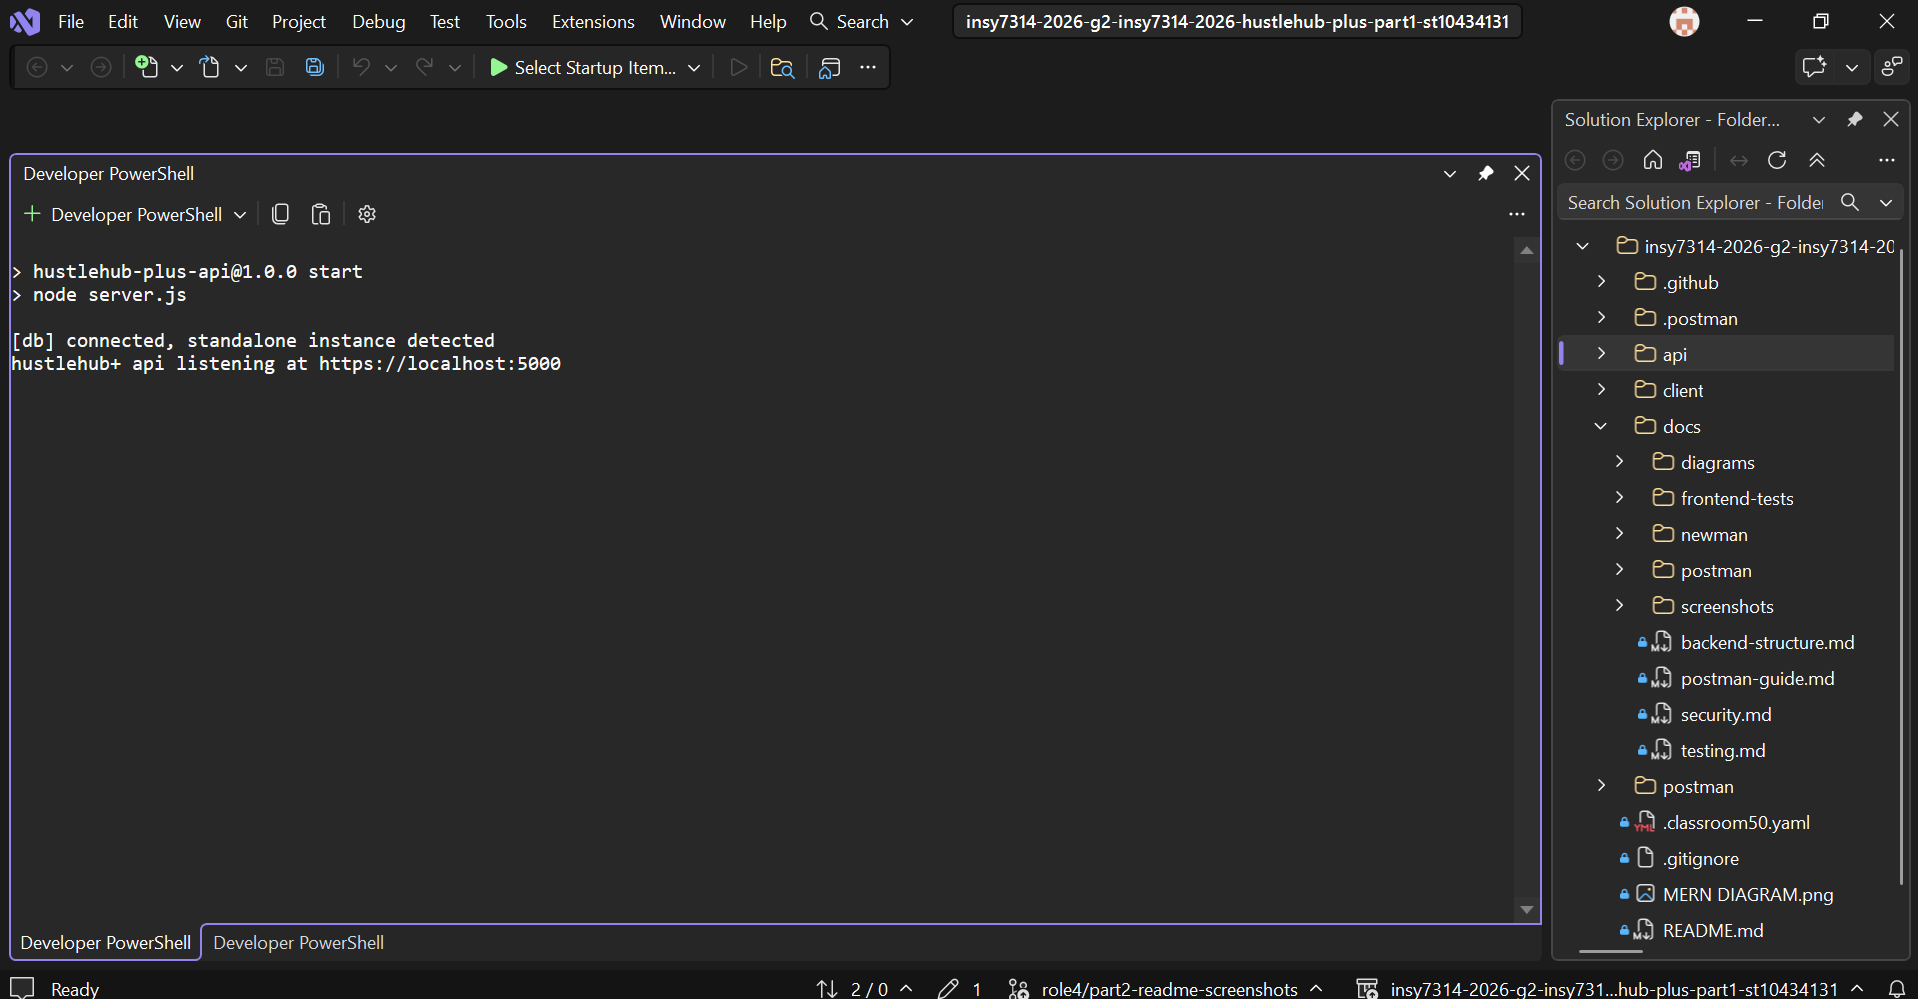 File Edit View Git Project Debug Test Tools Extensions Window Help Search insy7314-2026-g2-insy7314-2026-hustlehub-plus-part1-st10434131
Select Startup Item...
Developer PowerShell
Developer PowerShell
> hustlehub-plus-api@1.0.0 start
> node server.js
[db] connected, standalone instance detected
hustlehub+ api listening at https://localhost:5000
Developer PowerShell Developer PowerShell
Solution Explorer - Folder...
Search Solution Explorer - Folder
insy7314-2026-g2-insy7314-20
.github
.postman
api
client
docs
diagrams
frontend-tests
newman
postman
screenshots
backend-structure.md
postman-guide.md
security.md
testing.md
postman
.classroom50.yaml
.gitignore
MERN DIAGRAM.png
README.md
Ready 2 / 0 1 role4/part2-readme-screenshots insy7314-2026-g2-insy731...hub-plus-part1-st10434131